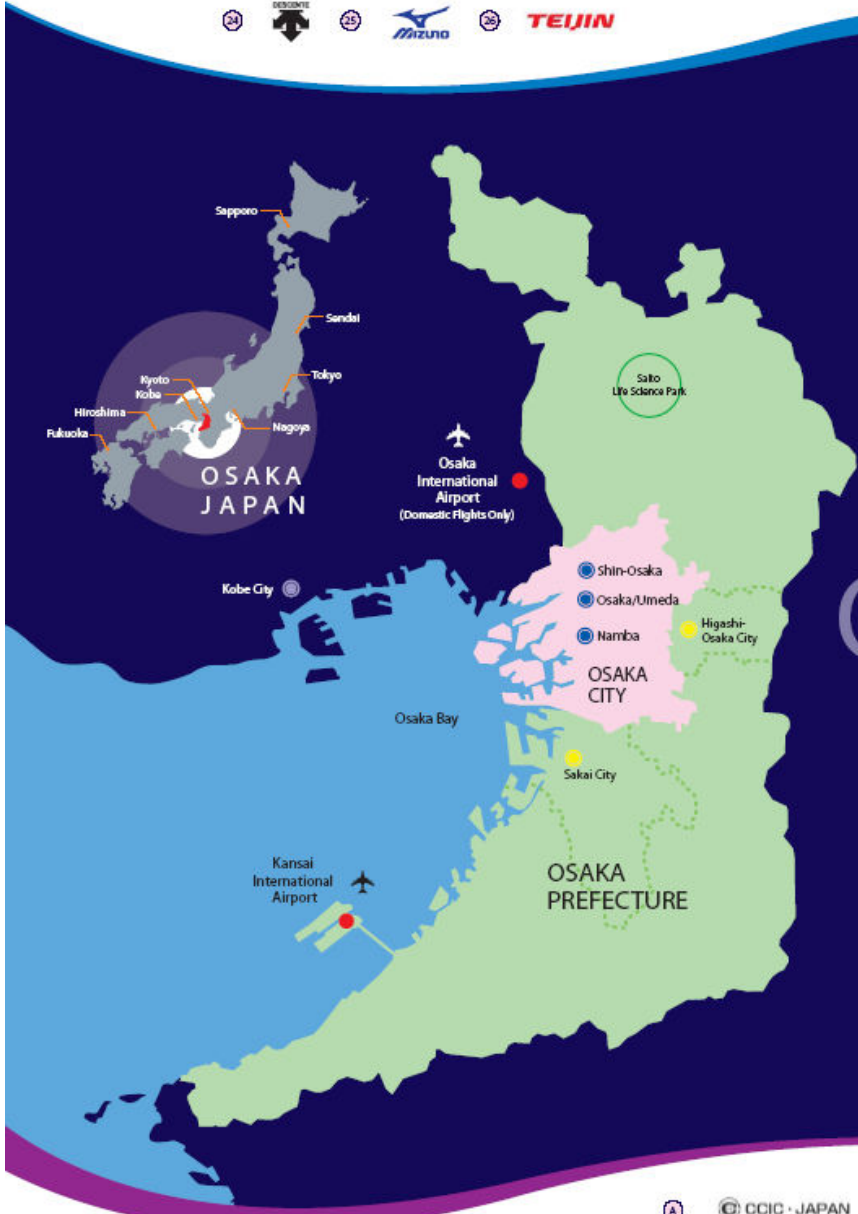 24 DESCENTE 25 MIZUNO 26 TEIJIN
Sapporo
Sendai
Tokyo
Kyoto
Kobe
Hiroshima
Nagoya
Fukuoka
OSAKA
JAPAN
Saito
Life Science Park
Osaka
International
Airport
(Domestic Flights Only)
Kobe City
Shin-Osaka
Osaka/Umeda
Namba
Higashi-
Osaka City
OSAKA
CITY
Osaka Bay
Sakai City
Kansai
International
Airport
OSAKA
PREFECTURE
A © CCIC · JAPAN